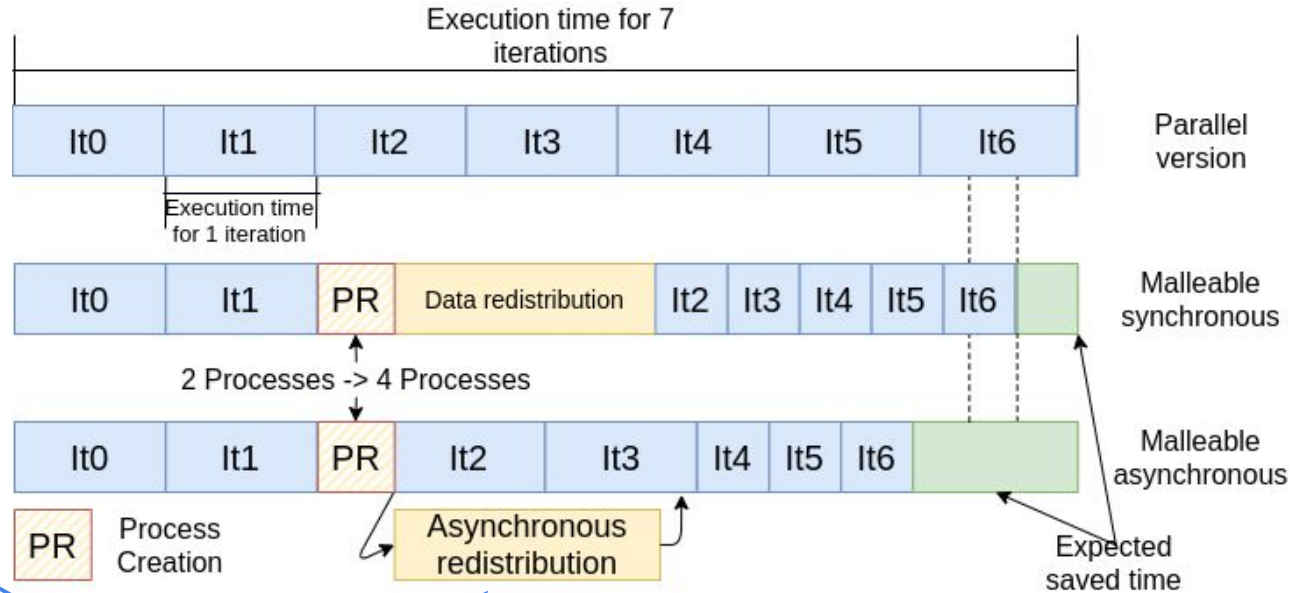 Execution time for 7
iterations
It0 It1 It2 It3 It4 It5 It6
Parallel
version
Execution time
for 1 iteration
It0 It1 PR Data redistribution It2 It3 It4 It5 It6
Malleable
synchronous
2 Processes -> 4 Processes
It0 It1 PR It2 It3 It4 It5 It6
Malleable
asynchronous
PR
Process
Creation
Asynchronous
redistribution
Expected
saved time